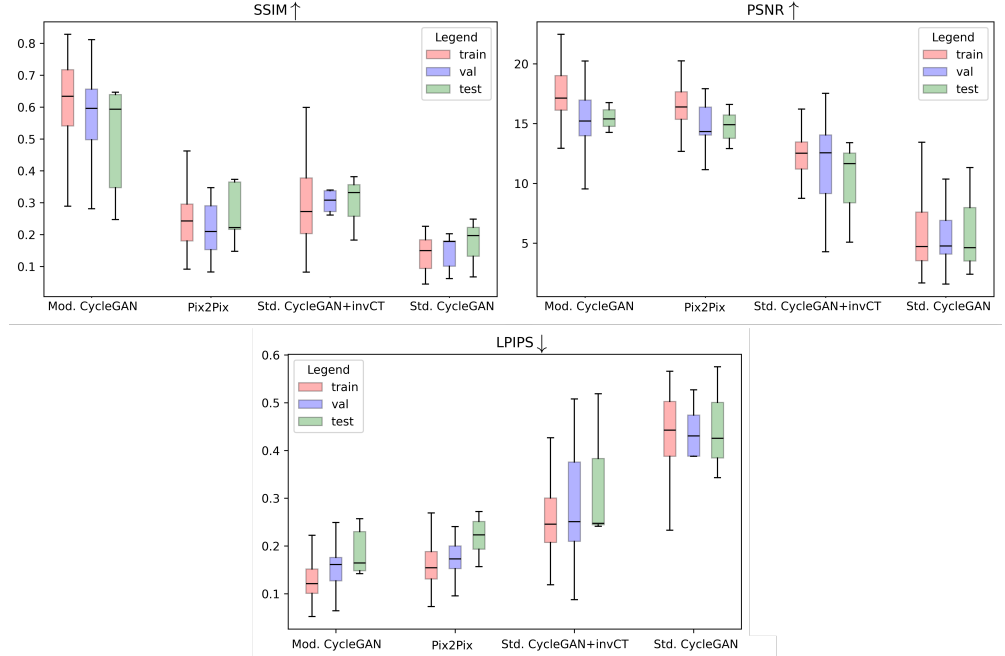 SSIM↑
0.8
0.7
0.6
0.5
0.4
0.3
0.2
0.1
Legend
train
val
test
Mod. CycleGAN Pix2Pix Std. CycleGAN+invCT Std. CycleGAN
PSNR↑
20
15
10
5
Legend
train
val
test
Mod. CycleGAN Pix2Pix Std. CycleGAN+invCT Std. CycleGAN
LPIPS↓
0.6
0.5
0.4
0.3
0.2
0.1
Legend
train
val
test
Mod. CycleGAN Pix2Pix Std. CycleGAN+invCT Std. CycleGAN